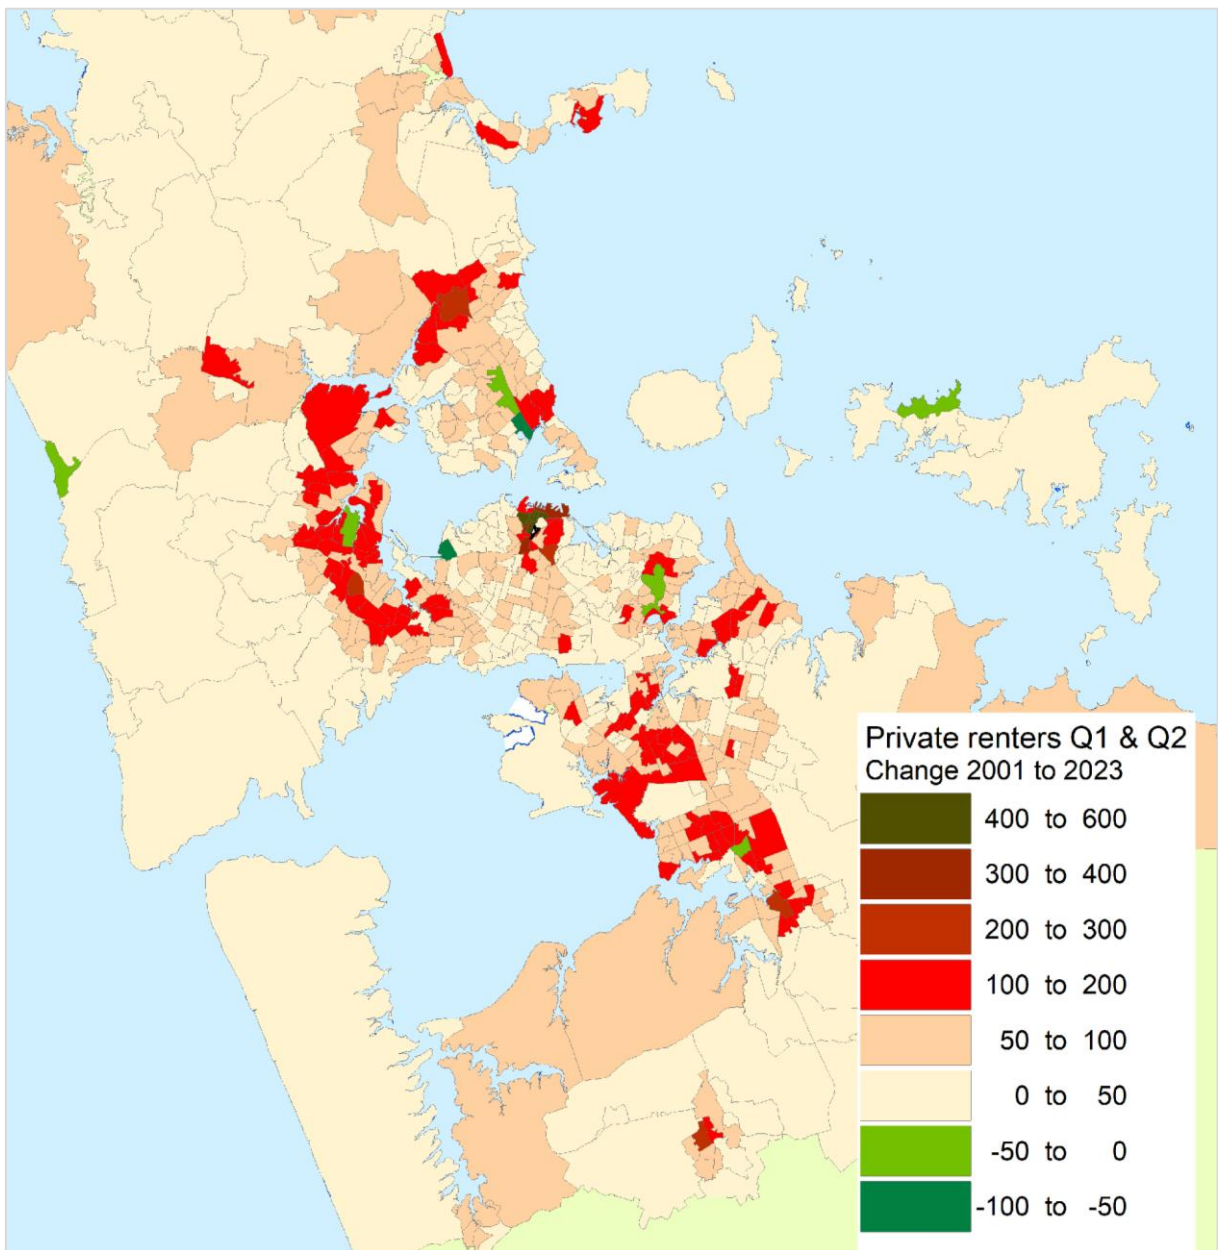 Private renters Q1 & Q2
Change 2001 to 2023
400 to 600
300 to 400
200 to 300
100 to 200
50 to 100
0 to 50
-50 to 0
-100 to -50